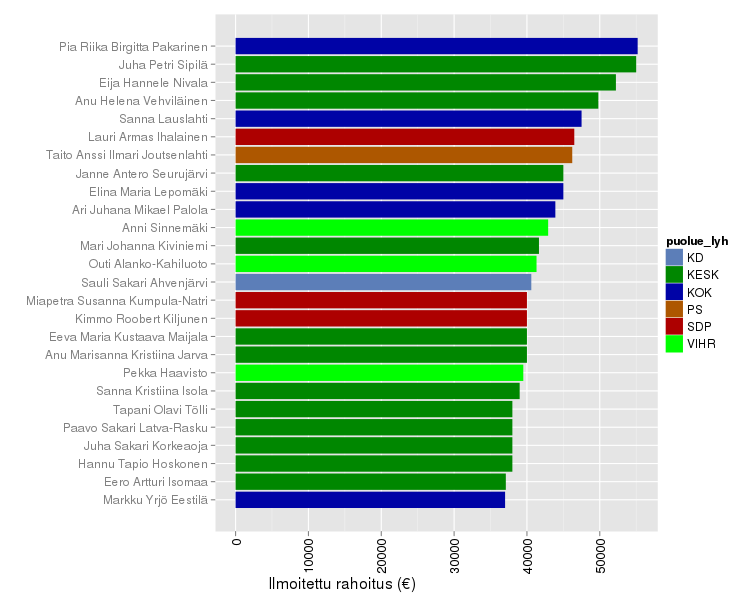 Pia Riika Birgitta Pakarinen
Juha Petri Sipilä
Eija Hannele Nivala
Anu Helena Vehviläinen
Sanna Lauslahti
Lauri Armas Ihalainen
Taito Anssi Ilmari Joutsenlahti
Janne Antero Seurujärvi
Elina Maria Lepomäki
Ari Juhana Mikael Palola
Anni Sinnemäki
Mari Johanna Kiviniemi
Outi Alanko-Kahiluoto
Sauli Sakari Ahvenjärvi
Miapetra Susanna Kumpula-Natri
Kimmo Roobert Kiljunen
Eeva Maria Kustaava Maijala
Anu Marisanna Kristiina Jarva
Pekka Haavisto
Sanna Kristiina Isola
Tapani Olavi Tölli
Paavo Sakari Latva-Rasku
Juha Sakari Korkeaoja
Hannu Tapio Hoskonen
Eero Artturi Isomaa
Markku Yrjö Eestilä
0
10000
20000
30000
40000
50000
Ilmoitettu rahoitus (€)
puolue_lyh
KD
KESK
KOK
PS
SDP
VIHR